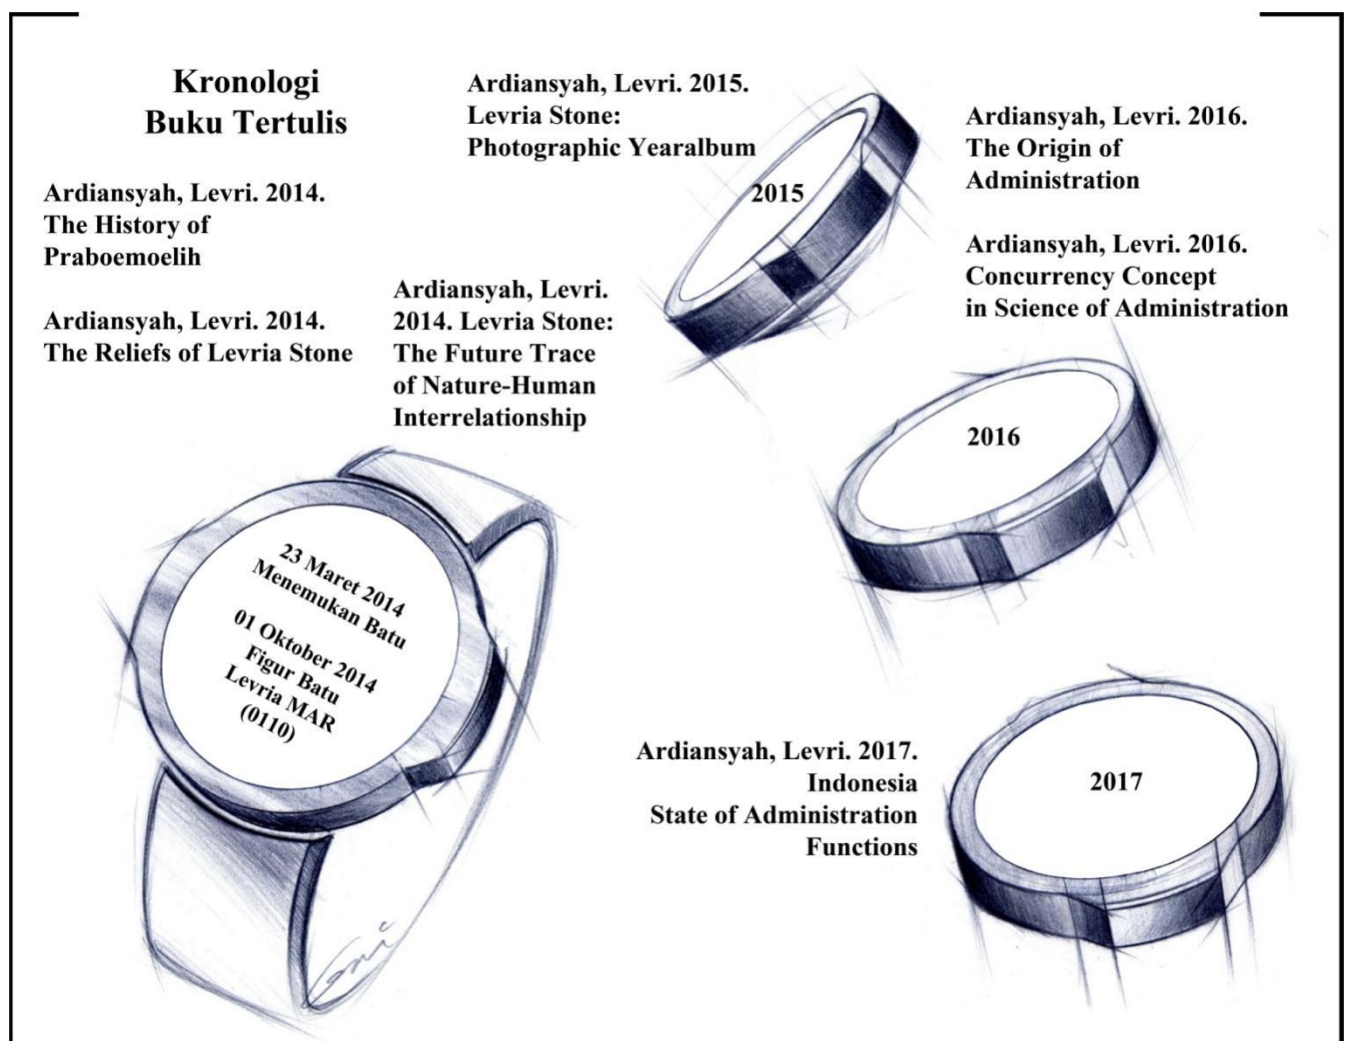 Kronologi
Buku Tertulis
Ardiansyah, Levri. 2014.
The History of
Praboemoelih
Ardiansyah, Levri. 2014.
The Reliefs of Levria Stone
Ardiansyah, Levri.
2014. Levria Stone:
The Future Trace
of Nature-Human
Interrelationship
Ardiansyah, Levri. 2015.
Levria Stone:
Photographic Yearalbum
2015
Ardiansyah, Levri. 2016.
The Origin of
Administration
Ardiansyah, Levri. 2016.
Concurrency Concept
in Science of Administration
2016
23 Maret 2014
Menemukan Batu
01 Oktober 2014
Figur Batu
Levria MAR
(0110)
Ardiansyah, Levri. 2017.
Indonesia
State of Administration
Functions
2017